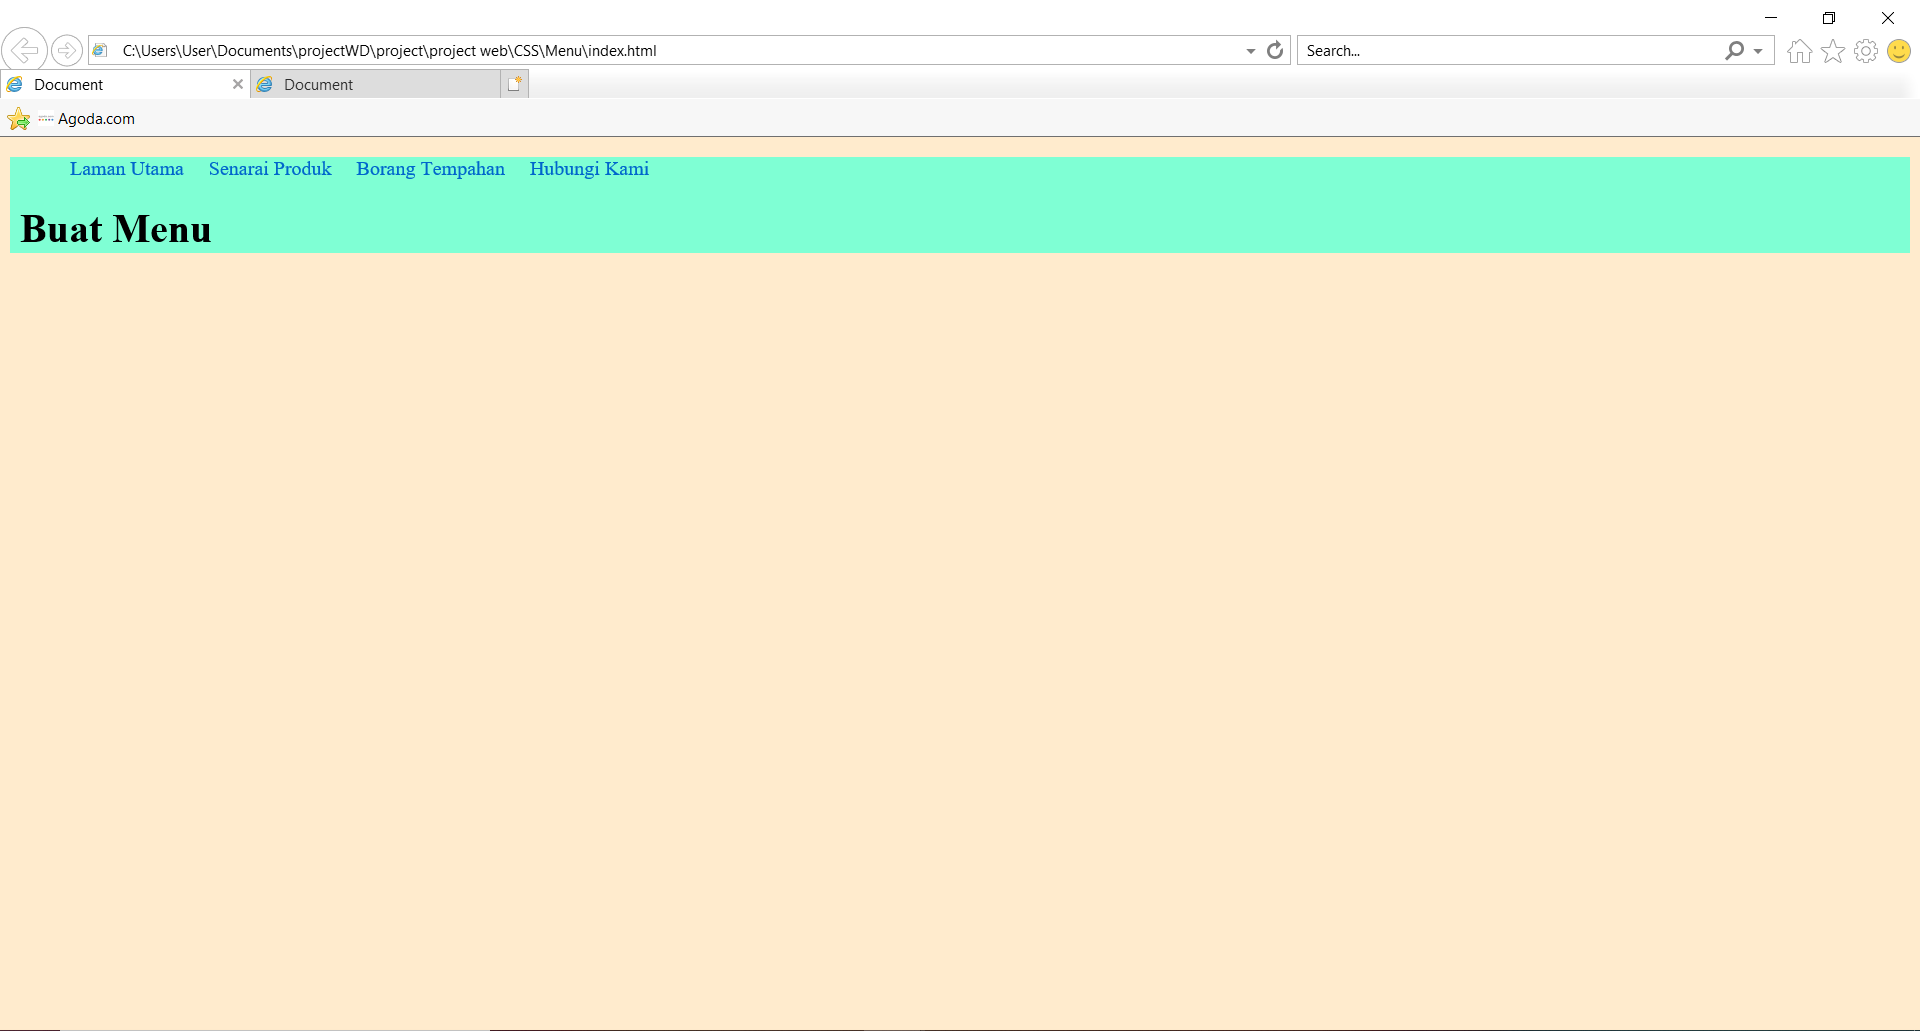 C:\Users\User\Documents\projectWD\project\project web\CSS\Menu\index.html
Search...
Document
Document
Agoda.com
Laman Utama Senarai Produk Borang Tempahan Hubungi Kami
Buat Menu